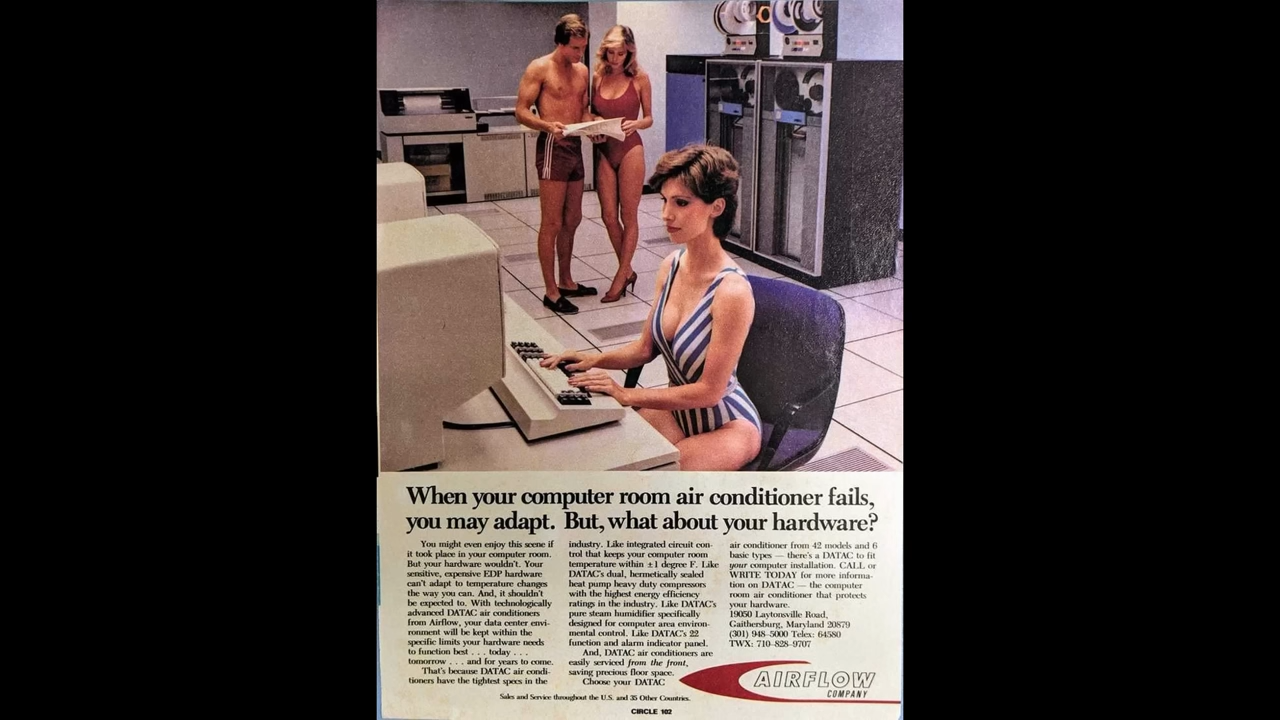 When your computer room air conditioner fails,
you may adapt. But, what about your hardware?
You might even enjoy this scene if
it took place in your computer room.
But your hardware wouldn't. Your
sensitive, expensive EDP hardware
can't adapt to temperature changes
the way you can. And, it shouldn't
be expected to. With technologically
advanced DATAC air conditioners
from Airflow, your data center envi-
ronment will be kept within the
specific limits your hardware needs
to function best . . . today . . .
tomorrow . . . and for years to come.
That's because DATAC air condi-
tioners have the tightest specs in the
industry. Like integrated circuit con-
trol that keeps your computer room
temperature within ±1 degree F. Like
DATAC's dual, hermetically sealed
heat pump heavy duty compressors
with the highest energy efficiency
ratings in the industry. Like DATAC's
pure steam humidifier specifically
designed for computer area environ-
mental control. Like DATAC's 22
function and alarm indicator panel.
And, DATAC air conditioners are
easily serviced from the front,
saving precious floor space.
Choose your DATAC
air conditioner from 42 models and 6
basic types — there's a DATAC to fit
your computer installation. CALL or
WRITE TODAY for more informa-
tion on DATAC — the computer
room air conditioner that protects
your hardware.
19050 Laytonsville Road,
Gaithersburg, Maryland 20879
(301) 948-5000 Telex: 64580
TWX: 710-828-9707
AIRFLOW
COMPANY
Sales and Service throughout the U.S. and 35 Other Countries.
CIRCLE 102